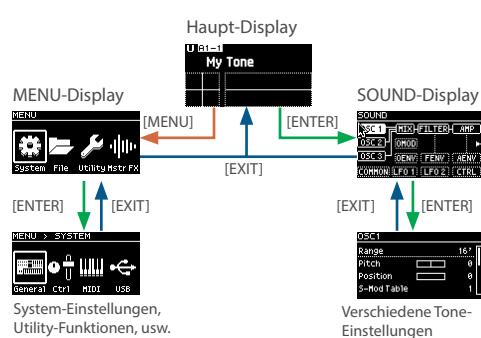 Haupt-Display
U A1-1
My Tone
MENU-Display
SOUND-Display
[MENU]
[ENTER]
MENU
System File Utility Mstr FX
SOUND
OSC 1 MIX FILTER AMP
OSC 2 OMOD
OSC 3 OENV FENV AENV
COMMON LFO 1 LFO 2 CTRL
[EXIT]
[ENTER] [EXIT]
[EXIT] [ENTER]
MENU > SYSTEM
General Ctrl MIDI USB
OSC1
Range 16'
Pitch 0
Position 0
S-Mod Table 1
System-Einstellungen,
Utility-Funktionen, usw.
Verschiedene Tone-
Einstellungen